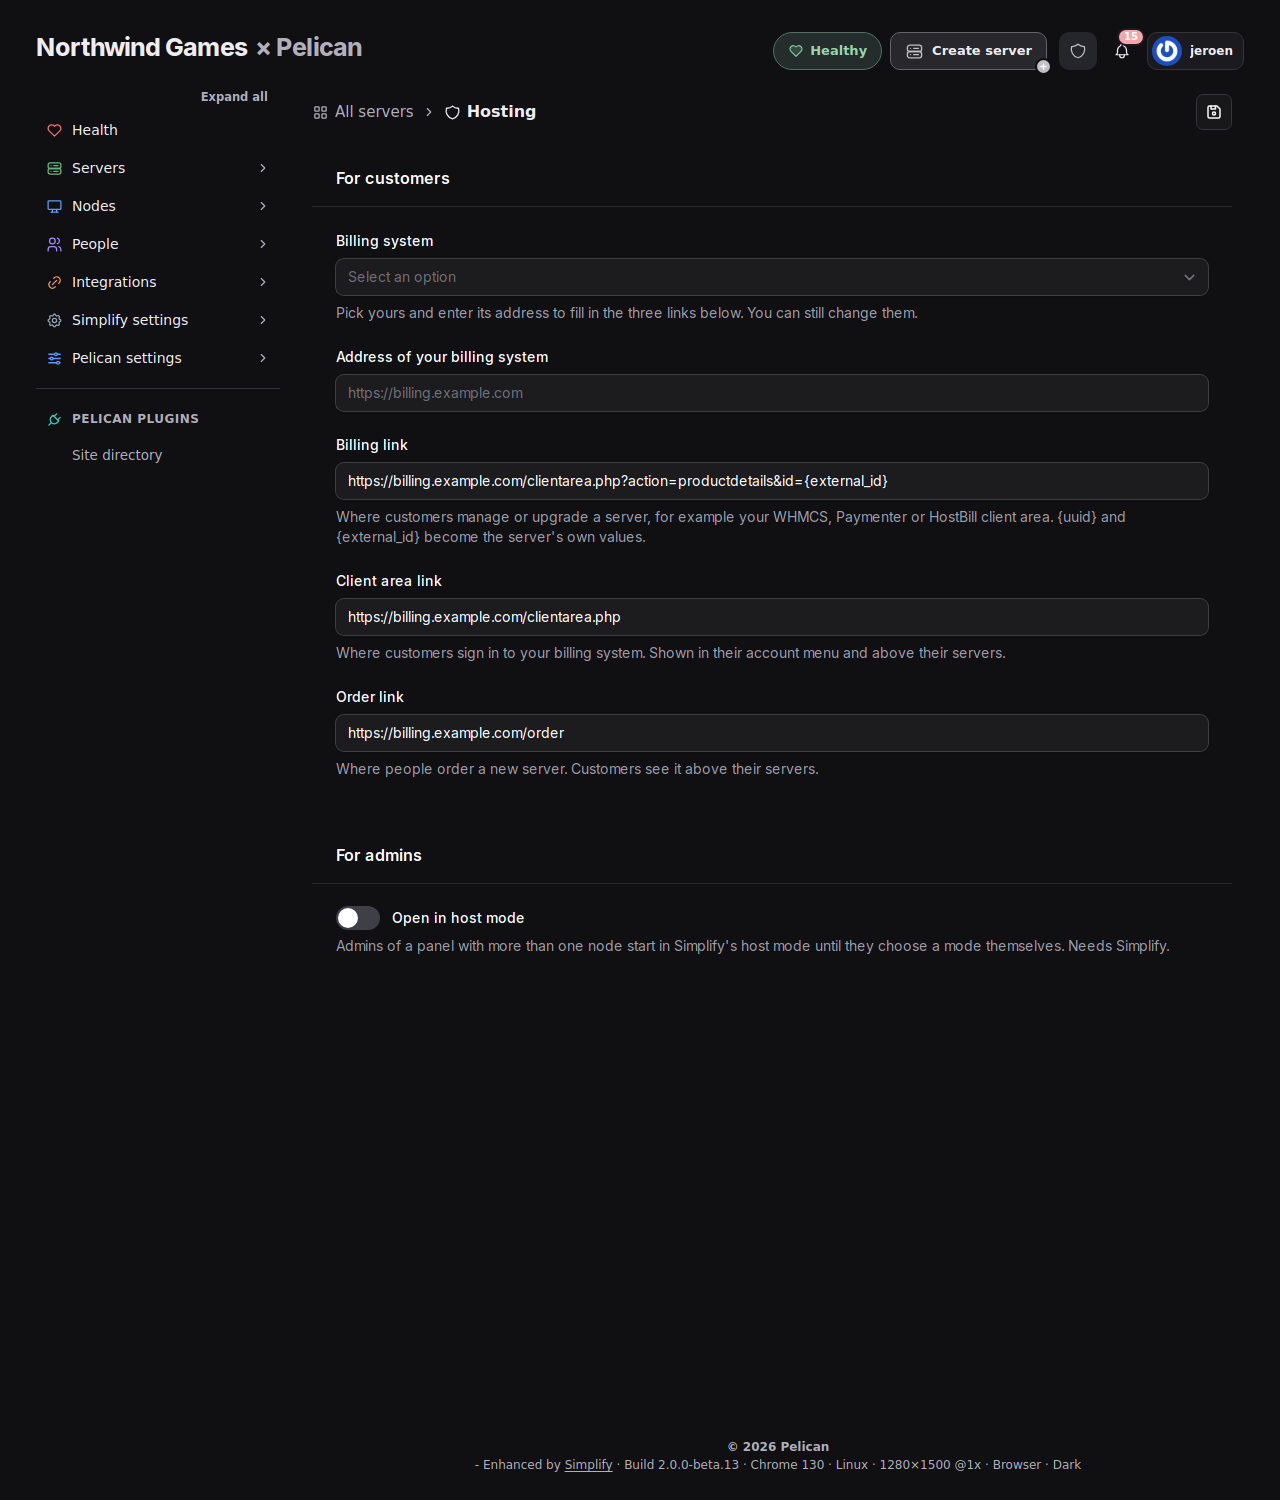 Northwind Games × Pelican
Healthy
Create server
15
jeroen
Expand all
Health
Servers
Nodes
People
Integrations
Simplify settings
Pelican settings
PELICAN PLUGINS
Site directory
All servers
Hosting
For customers
Billing system
Select an option
Pick yours and enter its address to fill in the three links below. You can still change them.
Address of your billing system
https://billing.example.com
Billing link
https://billing.example.com/clientarea.php?action=productdetails&id={external_id}
Where customers manage or upgrade a server, for example your WHMCS, Paymenter or HostBill client area. {uuid} and
{external_id} become the server's own values.
Client area link
https://billing.example.com/clientarea.php
Where customers sign in to your billing system. Shown in their account menu and above their servers.
Order link
https://billing.example.com/order
Where people order a new server. Customers see it above their servers.
For admins
Open in host mode
Admins of a panel with more than one node start in Simplify's host mode until they choose a mode themselves. Needs Simplify.
© 2026 Pelican
- Enhanced by Simplify · Build 2.0.0-beta.13 · Chrome 130 · Linux · 1280×1500 @1x · Browser · Dark